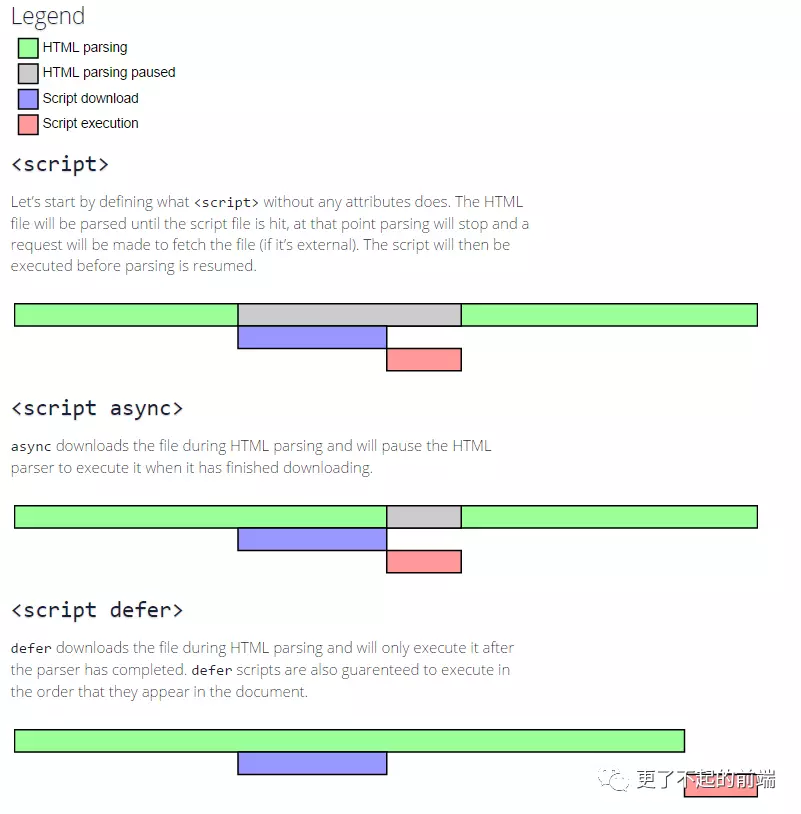 Legend
HTML parsing
HTML parsing paused
Script download
Script execution
<script>
Let's start by defining what <script> without any attributes does. The HTML
file will be parsed until the script file is hit, at that point parsing will stop and a
request will be made to fetch the file (if it's external). The script will then be
executed before parsing is resumed.
<script async>
async downloads the file during HTML parsing and will pause the HTML
parser to execute it when it has finished downloading.
<script defer>
defer downloads the file during HTML parsing and will only execute it after
the parser has completed. defer scripts are also guarenteed to execute in
the order that they appear in the document.
更了不起的前端